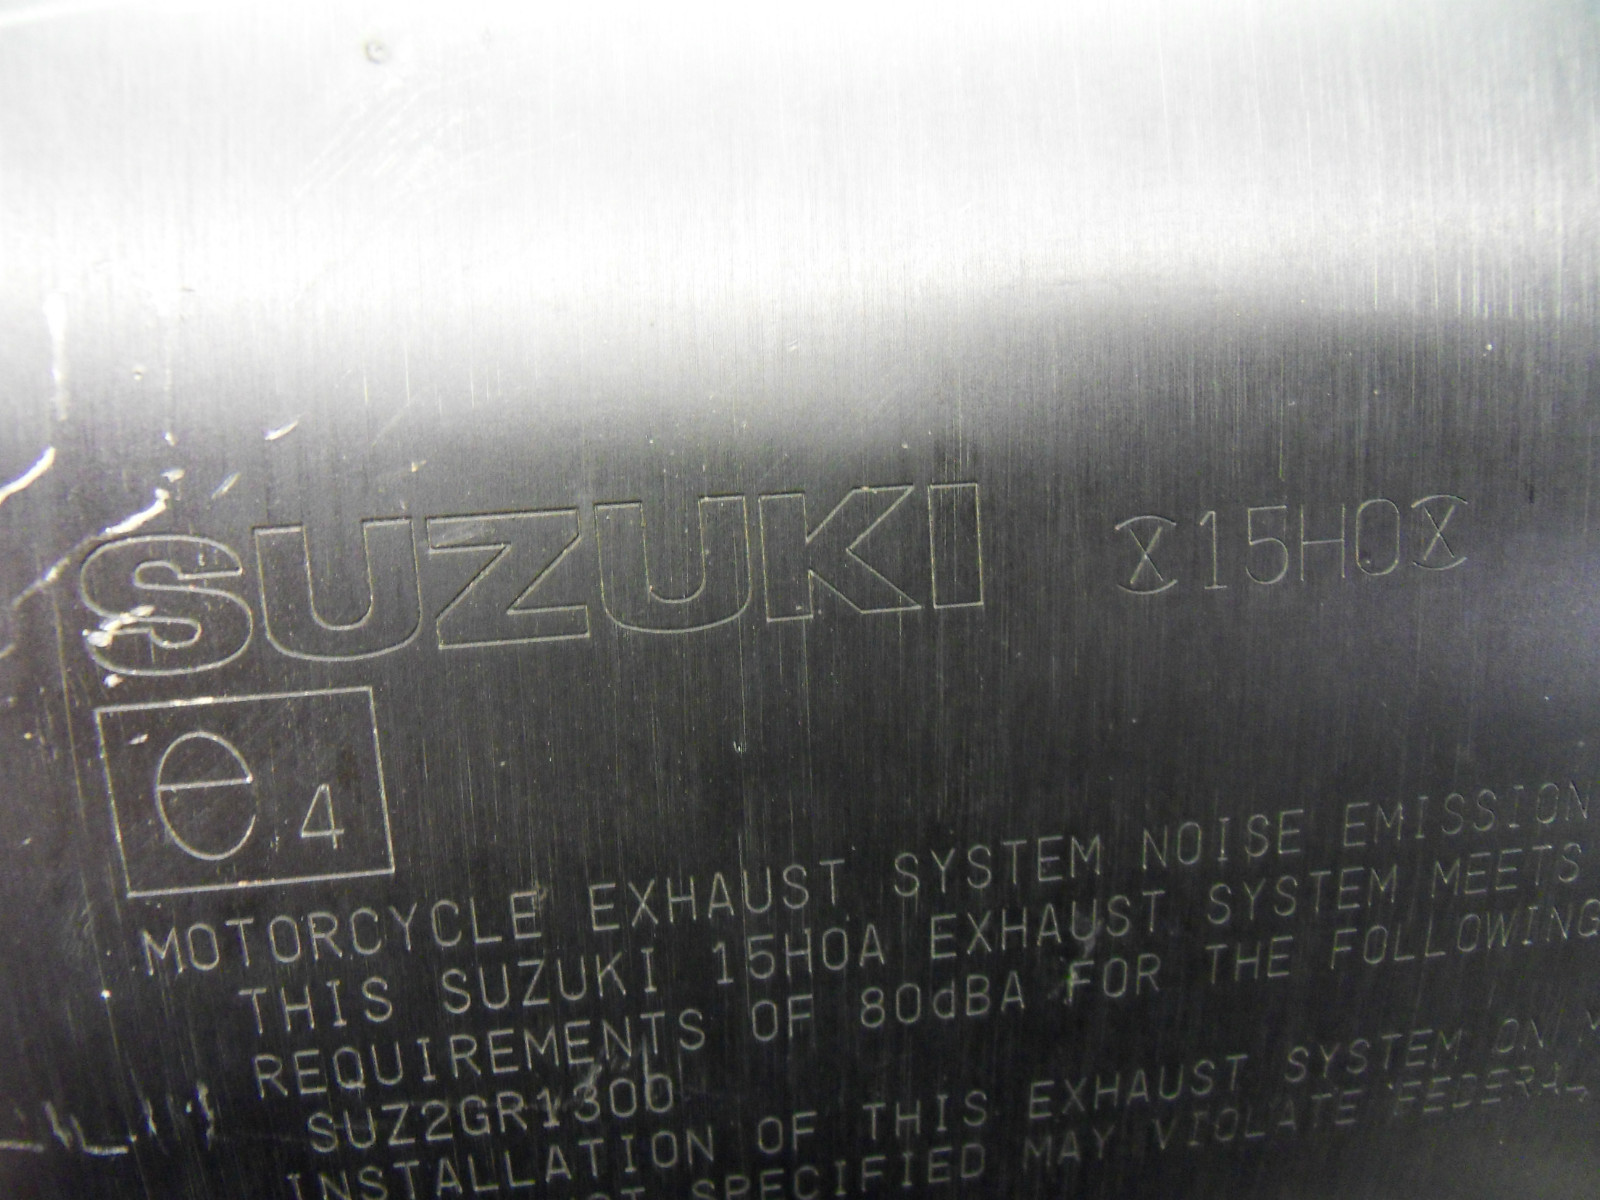 SUZUKI 15H0
e 4
MOTORCYCLE EXHAUST SYSTEM NOISE EMISSION
THIS SUZUKI 15H0A EXHAUST SYSTEM MEETS
REQUIREMENTS OF 80dBA FOR THE FOLLOWING
SUZ2GR1300
INSTALLATION OF THIS EXHAUST SYSTEM ON
SPECIFIED MAY VIOLATE FEDERAL,